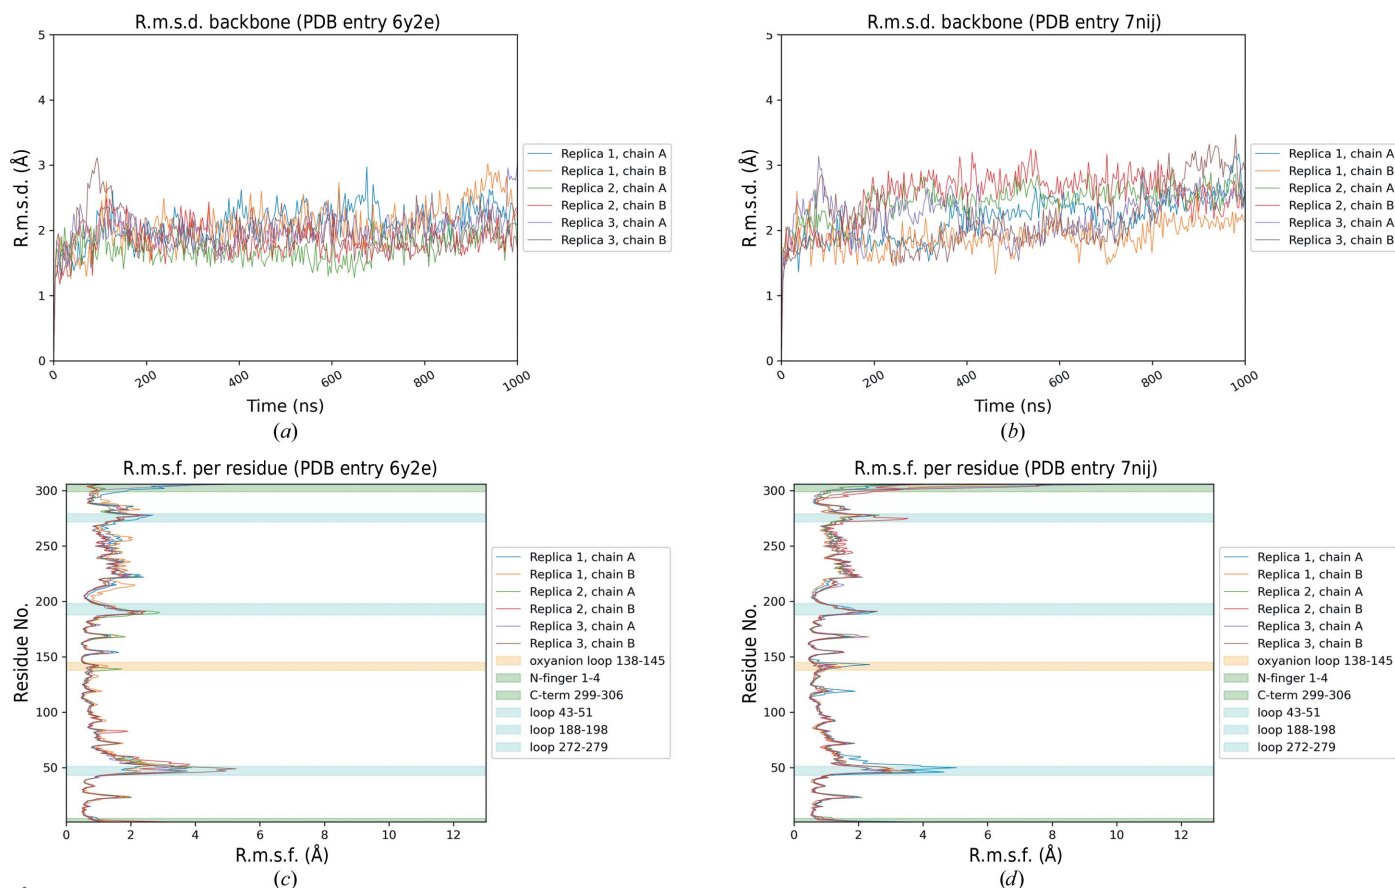 R.m.s.d. backbone (PDB entry 6y2e)
5
4
3
2
1
0
R.m.s.d. (Å)
0
200
400
600
800
1000
Time (ns)
(a)
Replica 1, chain A
Replica 1, chain B
Replica 2, chain A
Replica 2, chain B
Replica 3, chain A
Replica 3, chain B
R.m.s.d. backbone (PDB entry 7nij)
5
4
3
2
1
0
R.m.s.d. (Å)
0
200
400
600
800
1000
Time (ns)
(b)
Replica 1, chain A
Replica 1, chain B
Replica 2, chain A
Replica 2, chain B
Replica 3, chain A
Replica 3, chain B
R.m.s.f. per residue (PDB entry 6y2e)
300
250
200
150
100
50
Residue No.
0
2
4
6
8
10
12
R.m.s.f. (Å)
(c)
Replica 1, chain A
Replica 1, chain B
Replica 2, chain A
Replica 2, chain B
Replica 3, chain A
Replica 3, chain B
oxyanion loop 138-145
N-finger 1-4
C-term 299-306
loop 43-51
loop 188-198
loop 272-279
R.m.s.f. per residue (PDB entry 7nij)
300
250
200
150
100
50
Residue No.
0
2
4
6
8
10
12
R.m.s.f. (Å)
(d)
Replica 1, chain A
Replica 1, chain B
Replica 2, chain A
Replica 2, chain B
Replica 3, chain A
Replica 3, chain B
oxyanion loop 138-145
N-finger 1-4
C-term 299-306
loop 43-51
loop 188-198
loop 272-279